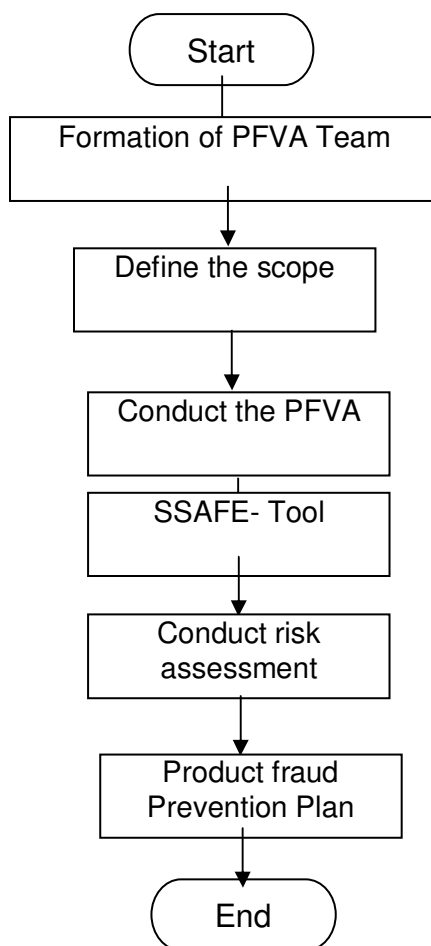 Start
Formation of PFVA Team
Define the scope
Conduct the PFVA
SSAFE- Tool
Conduct risk
assessment
Product fraud
Prevention Plan
End